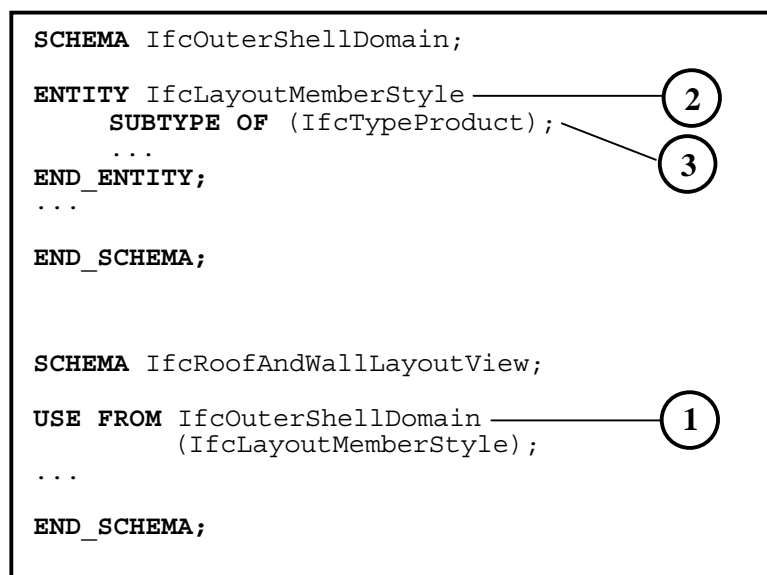 SCHEMA IfcOuterShellDomain;
ENTITY IfcLayoutMemberStyle
2
SUBTYPE OF (IfcTypeProduct);
3
...
END_ENTITY;
...
END_SCHEMA;
SCHEMA IfcRoofAndWallLayoutView;
USE FROM IfcOuterShellDomain
1
(IfcLayoutMemberStyle);
...
END_SCHEMA;